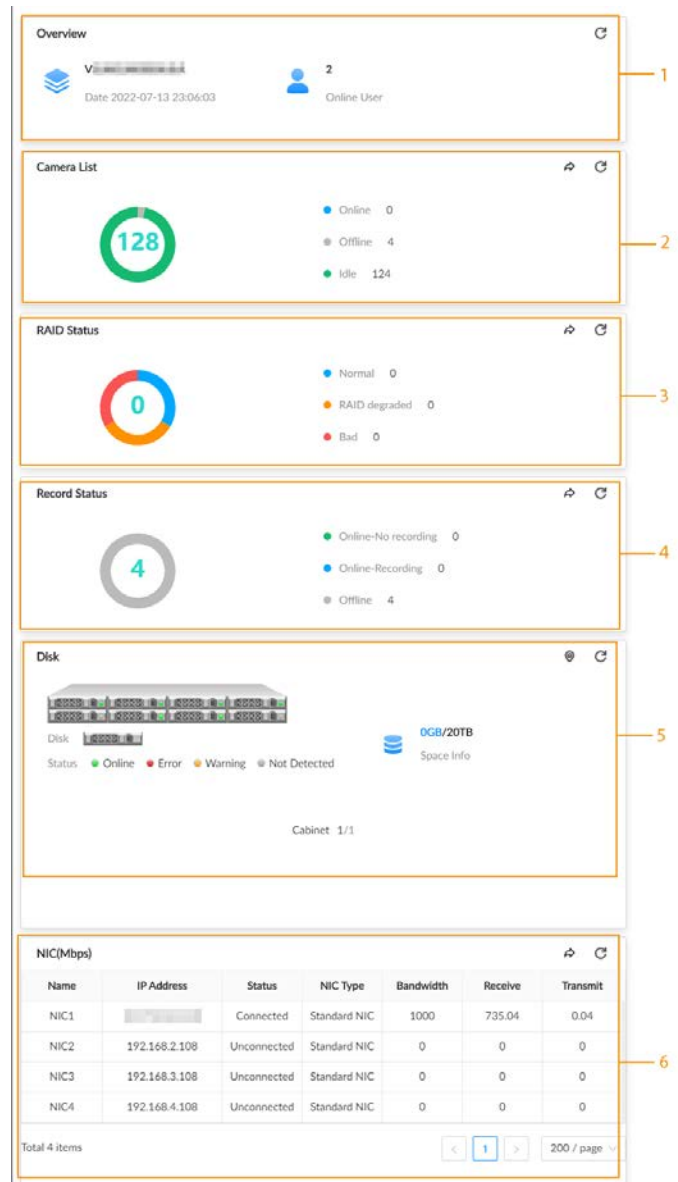 Overview
V
2
Date 2022-07-13 23:06:03
Online User
1
Camera List
128
Online 0
Offline 4
Idle 124
2
RAID Status
0
Normal 0
RAID degraded 0
Bad 0
3
Record Status
4
Online-No recording 0
Online-Recording 0
Offline 4
4
Disk
Disk
0GB/20TB
Space Info
Status Online Error Warning Not Detected
Cabinet 1/1
5
NIC(Mbps)
Name IP Address Status NIC Type Bandwidth Receive Transmit
NIC1 Connected Standard NIC 1000 735.04 0.04
NIC2 192.168.2.108 Unconnected Standard NIC 0 0 0
NIC3 192.168.3.108 Unconnected Standard NIC 0 0 0
NIC4 192.168.4.108 Unconnected Standard NIC 0 0 0
6
Total 4 items < 1 > 200 / page